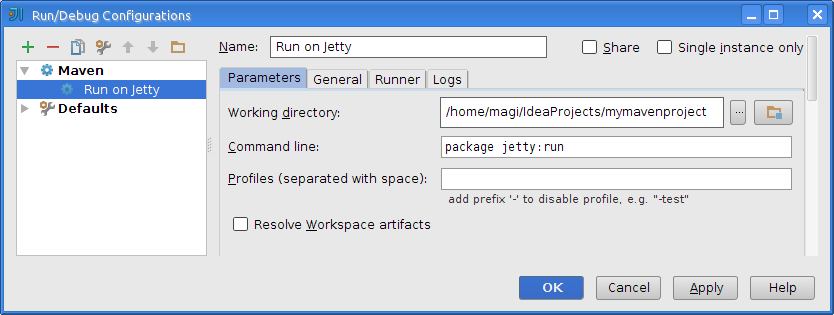 Run/Debug Configurations
Name: Run on Jetty
Share
Single instance only
Maven
Run on Jetty
Defaults
Parameters
General
Runner
Logs
Working directory: /home/magi/IdeaProjects/mymavenproject ...
Command line: package jetty:run
Profiles (separated with space):
add prefix '-' to disable profile, e.g. "-test"
Resolve Workspace artifacts
OK
Cancel
Apply
Help